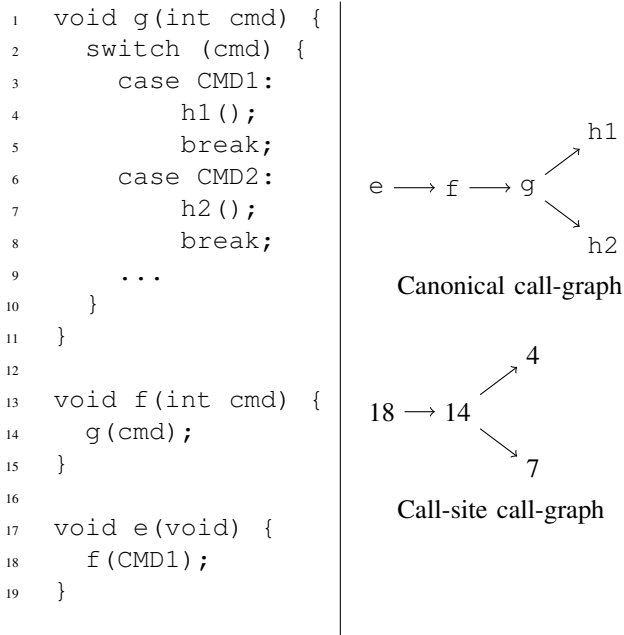 1 void g(int cmd) {
2 switch (cmd) {
3 case CMD1:
4 h1();
5 break;
6 case CMD2:
7 h2();
8 break;
9 ...
10 }
11 }
12
13 void f(int cmd) {
14 g(cmd);
15 }
16
17 void e(void) {
18 f(CMD1);
19 }
h1
e f g
h2
Canonical call-graph
4
18 14
7
Call-site call-graph